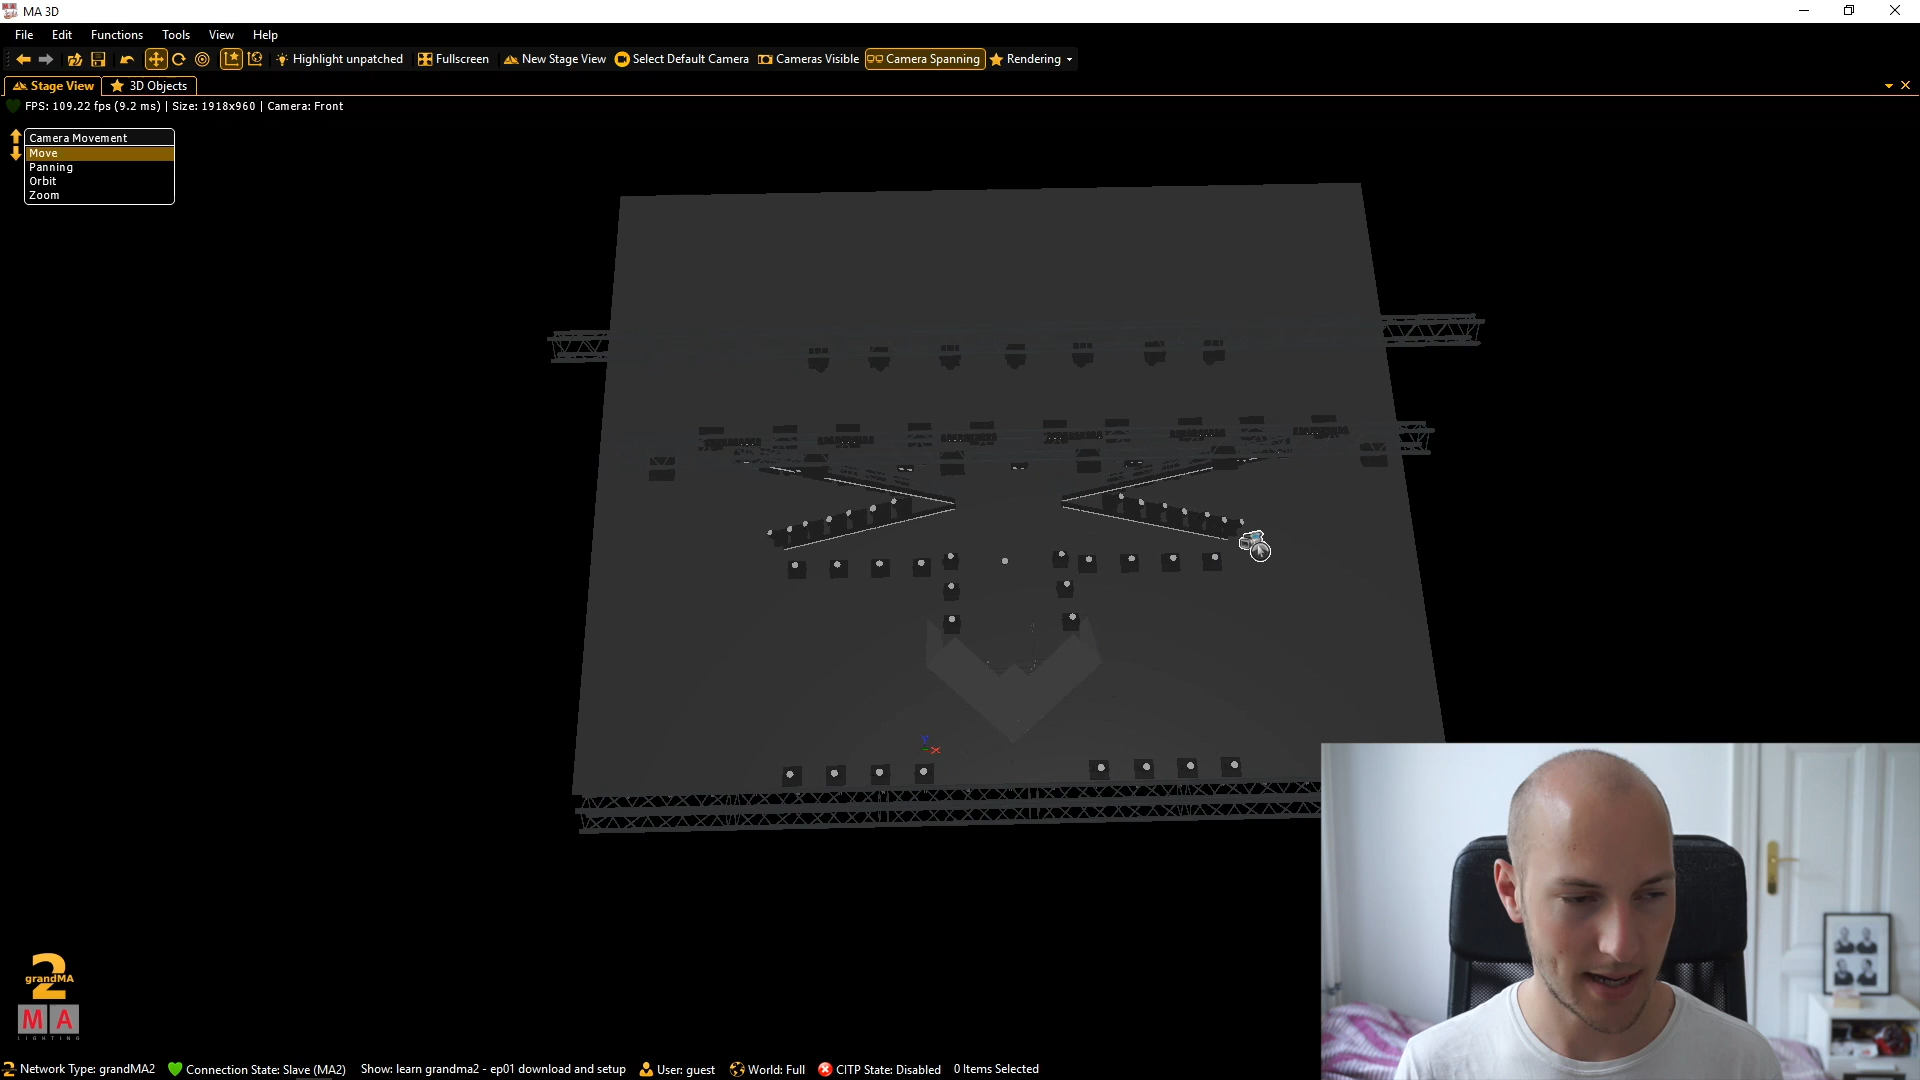 MA 3D
File Edit Functions Tools View Help
Highlight unpatched Fullscreen New Stage View Select Default Camera Cameras Visible Camera Spanning Rendering
Stage View 3D Objects
FPS: 109.22 fps (9.2 ms) | Size: 1918x960 | Camera: Front
Camera Movement
Move
Panning
Orbit
Zoom
2
grandMA
MA
LIGHTING
Network Type: grandMA2 Connection State: Slave (MA2) Show: learn grandma2 - ep01 download and setup User: guest World: Full CITP State: Disabled 0 Items Selected